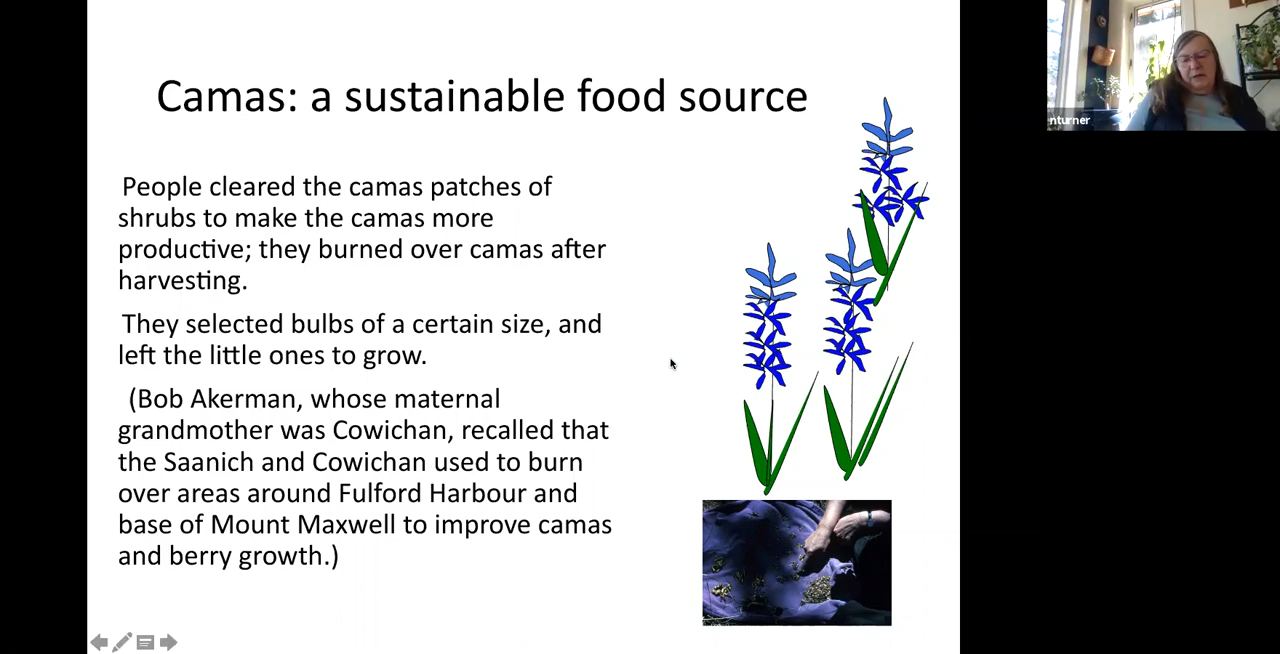 Camas: a sustainable food source
People cleared the camas patches of
shrubs to make the camas more
productive; they burned over camas after
harvesting.
They selected bulbs of a certain size, and
left the little ones to grow.
(Bob Akerman, whose maternal
grandmother was Cowichan, recalled that
the Saanich and Cowichan used to burn
over areas around Fulford Harbour and
base of Mount Maxwell to improve camas
and berry growth.)
nturner